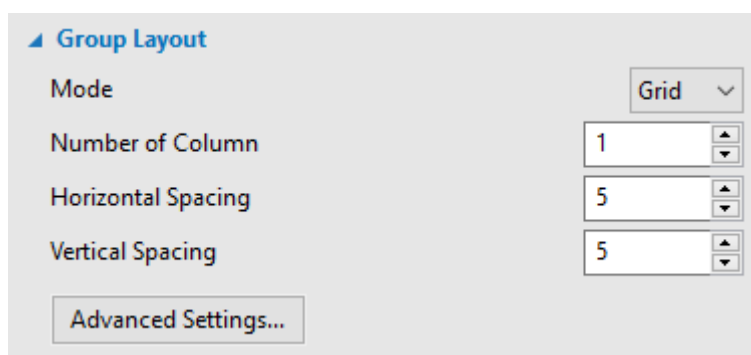 Group Layout
Mode Grid
Number of Column 1
Horizontal Spacing 5
Vertical Spacing 5
Advanced Settings...